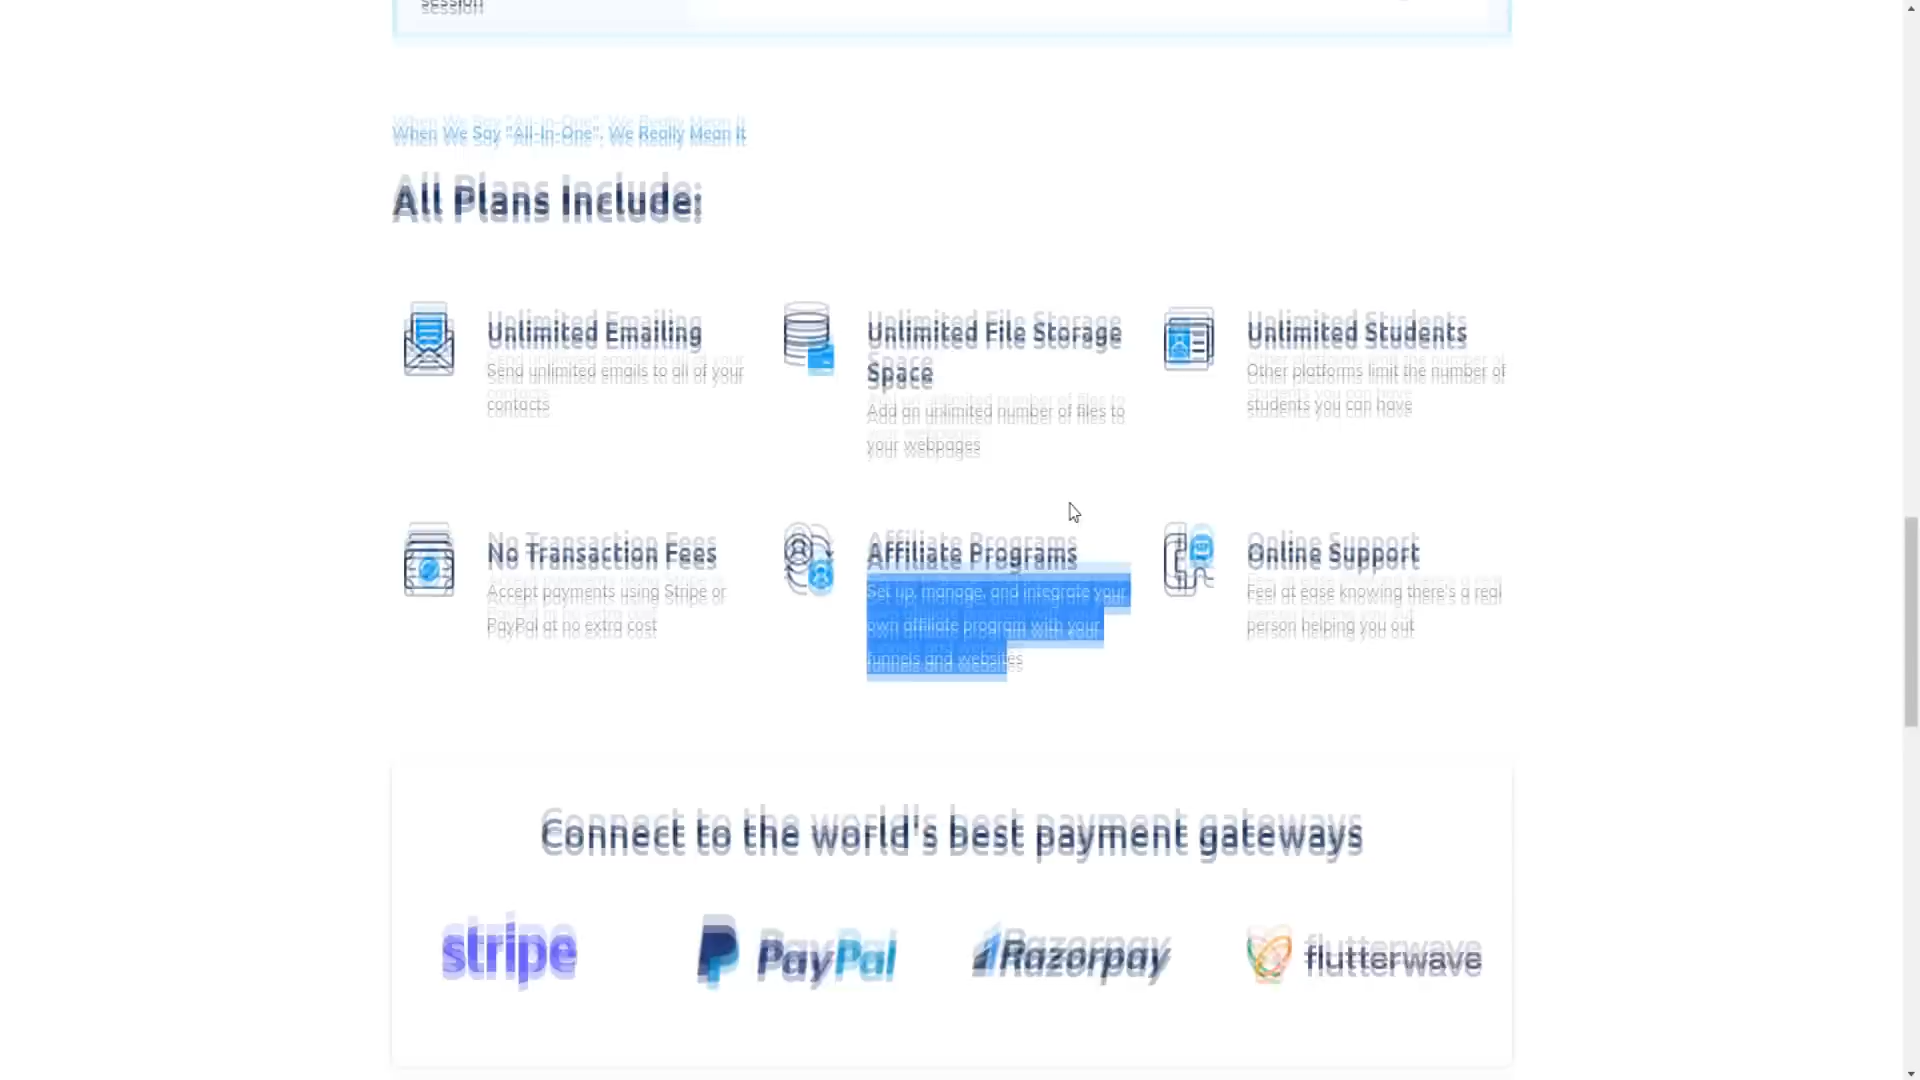 session
When We Say "All-In-One", We Really Mean It
All Plans Include:
Unlimited Emailing
Send unlimited emails to all of your
contacts
Unlimited File Storage
Space
Add an unlimited number of files to
your webpages
Unlimited Students
Other platforms limit the number of
students you can have
No Transaction Fees
Accept payments using Stripe or
PayPal at no extra cost
Affiliate Programs
Set up, manage, and integrate your
own affiliate program with your
funnels and websites
Online Support
Feel at ease knowing there's a real
person helping you out
Connect to the world's best payment gateways
stripe
PayPal
Razorpay
flutterwave